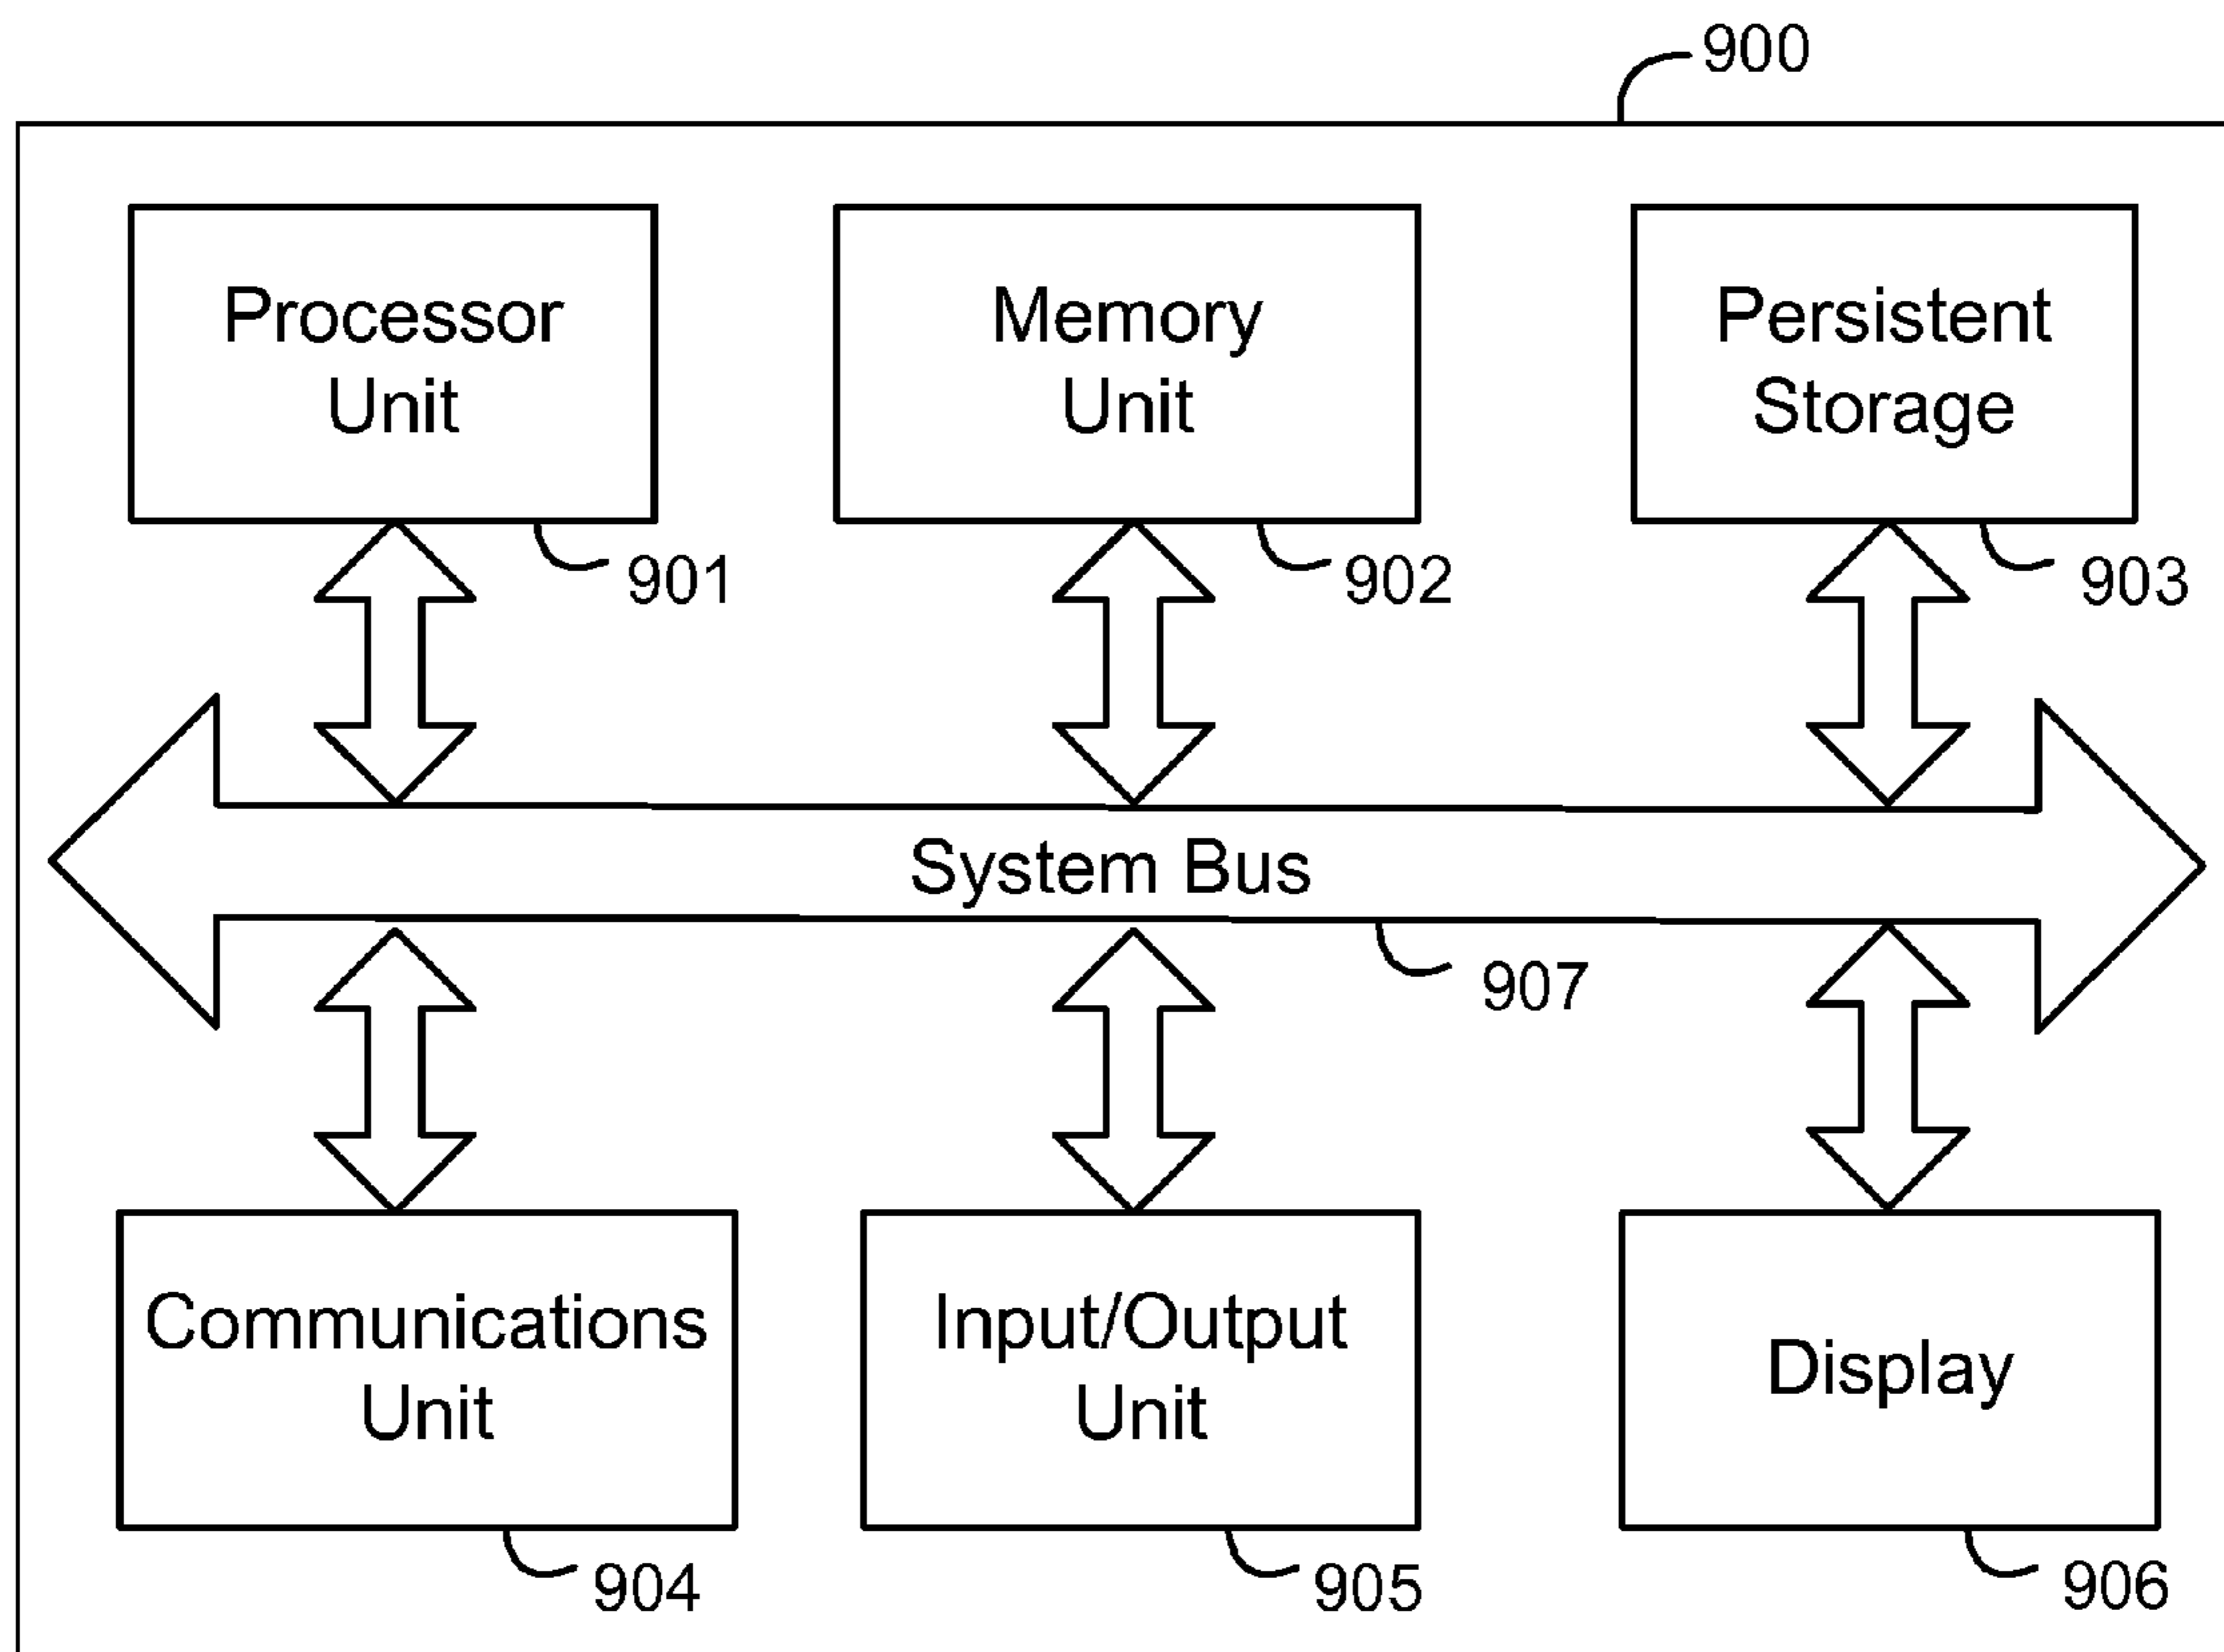 900
Processor
Unit
Memory
Unit
Persistent
Storage
901
902
903
System Bus
907
Communications
Unit
Input/Output
Unit
Display
904
905
906